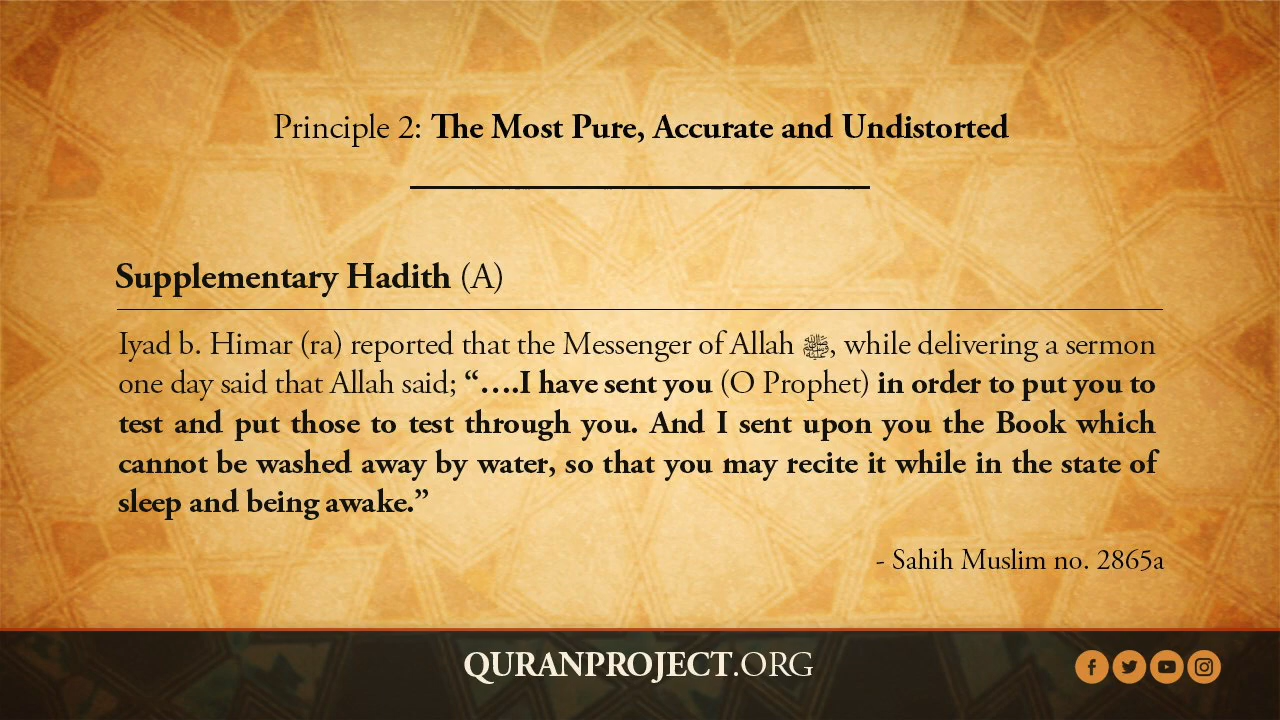 Principle 2: The Most Pure, Accurate and Undistorted
Supplementary Hadith (A)
Iyad b. Himar (ra) reported that the Messenger of Allah ﷺ, while delivering a sermon
one day said that Allah said; “….I have sent you (O Prophet) in order to put you to
test and put those to test through you. And I sent upon you the Book which
cannot be washed away by water, so that you may recite it while in the state of
sleep and being awake.”
- Sahih Muslim no. 2865a
QURANPROJECT.ORG